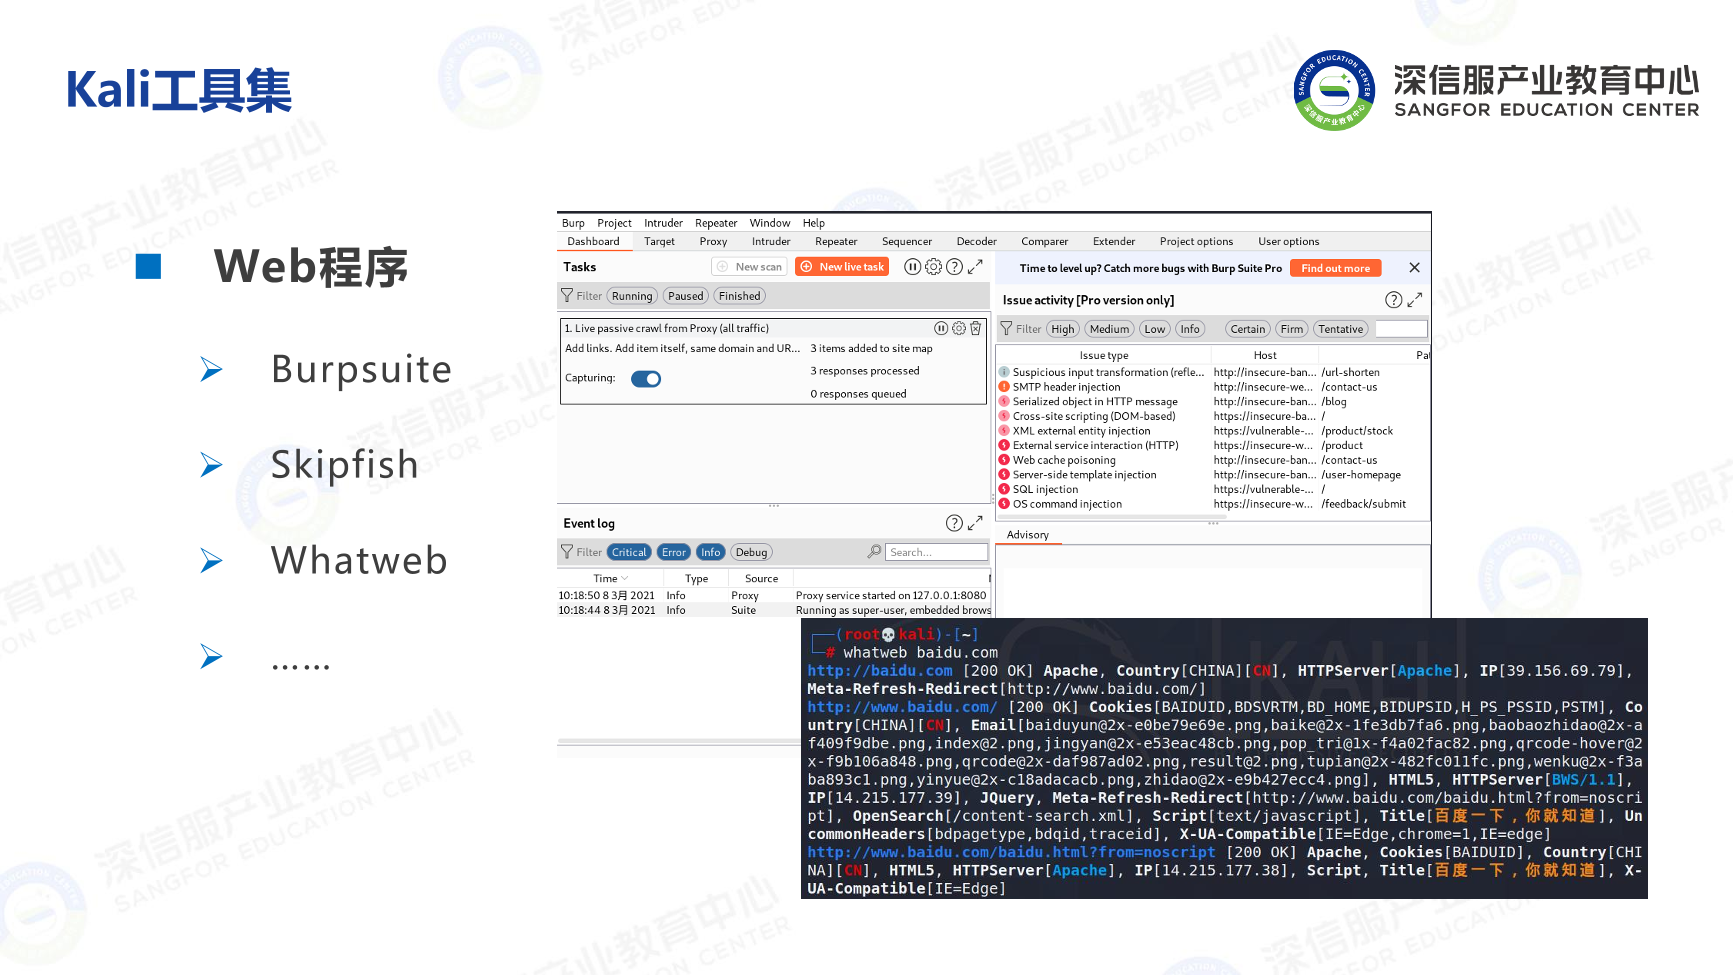 Kali工具集
深信服产业教育中心
SANGFOR EDUCATION CENTER
Web程序
Burpsuite
Skipfish
Whatweb
……
Burp Project Intruder Repeater Window Help
Dashboard Target Proxy Intruder Repeater Sequencer Decoder Comparer Extender Project options User options
Tasks New scan New live task
Filter Running Paused Finished
1. Live passive crawl from Proxy (all traffic)
Add links. Add item itself, same domain and UR... 3 items added to site map
3 responses processed
Capturing:
0 responses queued
Event log
Filter Critical Error Info Debug Search...
Time Type Source
10:18:50 8 3月 2021 Info Proxy Proxy service started on 127.0.0.1:8080
10:18:44 8 3月 2021 Info Suite Running as super-user, embedded brows
Time to level up? Catch more bugs with Burp Suite Pro Find out more
Issue activity [Pro version only]
Filter High Medium Low Info Certain Firm Tentative
Issue type Host Pat
Suspicious input transformation (refle... http://insecure-ban... /url-shorten
SMTP header injection http://insecure-we... /contact-us
Serialized object in HTTP message http://insecure-ban... /blog
Cross-site scripting (DOM-based) https://insecure-ba... /
XML external entity injection https://vulnerable-... /product/stock
External service interaction (HTTP) https://insecure-w... /product
Web cache poisoning http://insecure-ban... /contact-us
Server-side template injection http://insecure-ban... /user-homepage
SQL injection https://vulnerable-... /
OS command injection https://insecure-w... /feedback/submit
Advisory
(root💀kali)-[~]
# whatweb baidu.com
http://baidu.com [200 OK] Apache, Country[CHINA][CN], HTTPServer[Apache], IP[39.156.69.79],
Meta-Refresh-Redirect[http://www.baidu.com/]
http://www.baidu.com/ [200 OK] Cookies[BAIDUID,BDSVRTM,BD_HOME,BIDUPSID,H_PS_PSSID,PSTM], Co
untry[CHINA][CN], Email[baiduyun@2x-e0be79e69e.png,baike@2x-1fe3db7fa6.png,baobaozhidao@2x-a
f409f9dbe.png,index@2.png,jingyan@2x-e53eac48cb.png,pop_tri@1x-f4a02fac82.png,qrcode-hover@2
x-f9b106a848.png,qrcode@2x-daf987ad02.png,result@2.png,tupian@2x-482fc011fc.png,wenku@2x-f3a
ba893c1.png,yinyue@2x-c18adacacb.png,zhidao@2x-e9b427ecc4.png], HTML5, HTTPServer[BWS/1.1],
IP[14.215.177.39], JQuery, Meta-Refresh-Redirect[http://www.baidu.com/baidu.html?from=noscri
pt], OpenSearch[/content-search.xml], Script[text/javascript], Title[百度一下，你就知道], Un
commonHeaders[bdpagetype,bdqid,traceid], X-UA-Compatible[IE=Edge,chrome=1,IE=edge]
http://www.baidu.com/baidu.html?from=noscript [200 OK] Apache, Cookies[BAIDUID], Country[CHI
NA][CN], HTML5, HTTPServer[Apache], IP[14.215.177.38], Script, Title[百度一下，你就知道], X-
UA-Compatible[IE=Edge]